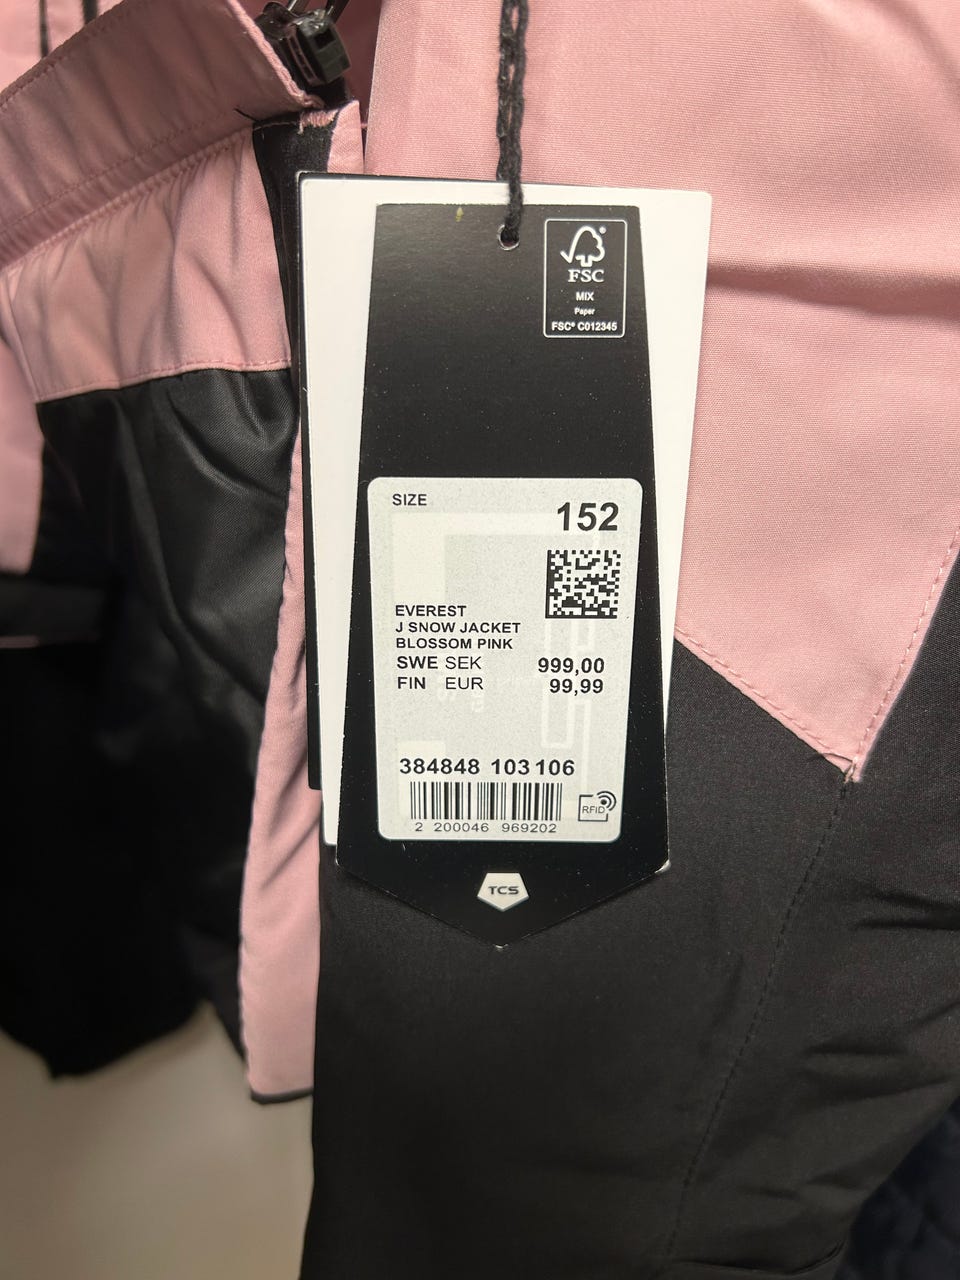 FSC®
MIX
Paper
FSC® C012345
SIZE
152
EVEREST
J SNOW JACKET
BLOSSOM PINK
SWE SEK 999,00
FIN EUR 99,99
384848 103106
RFID
2 200046 969202
TCS